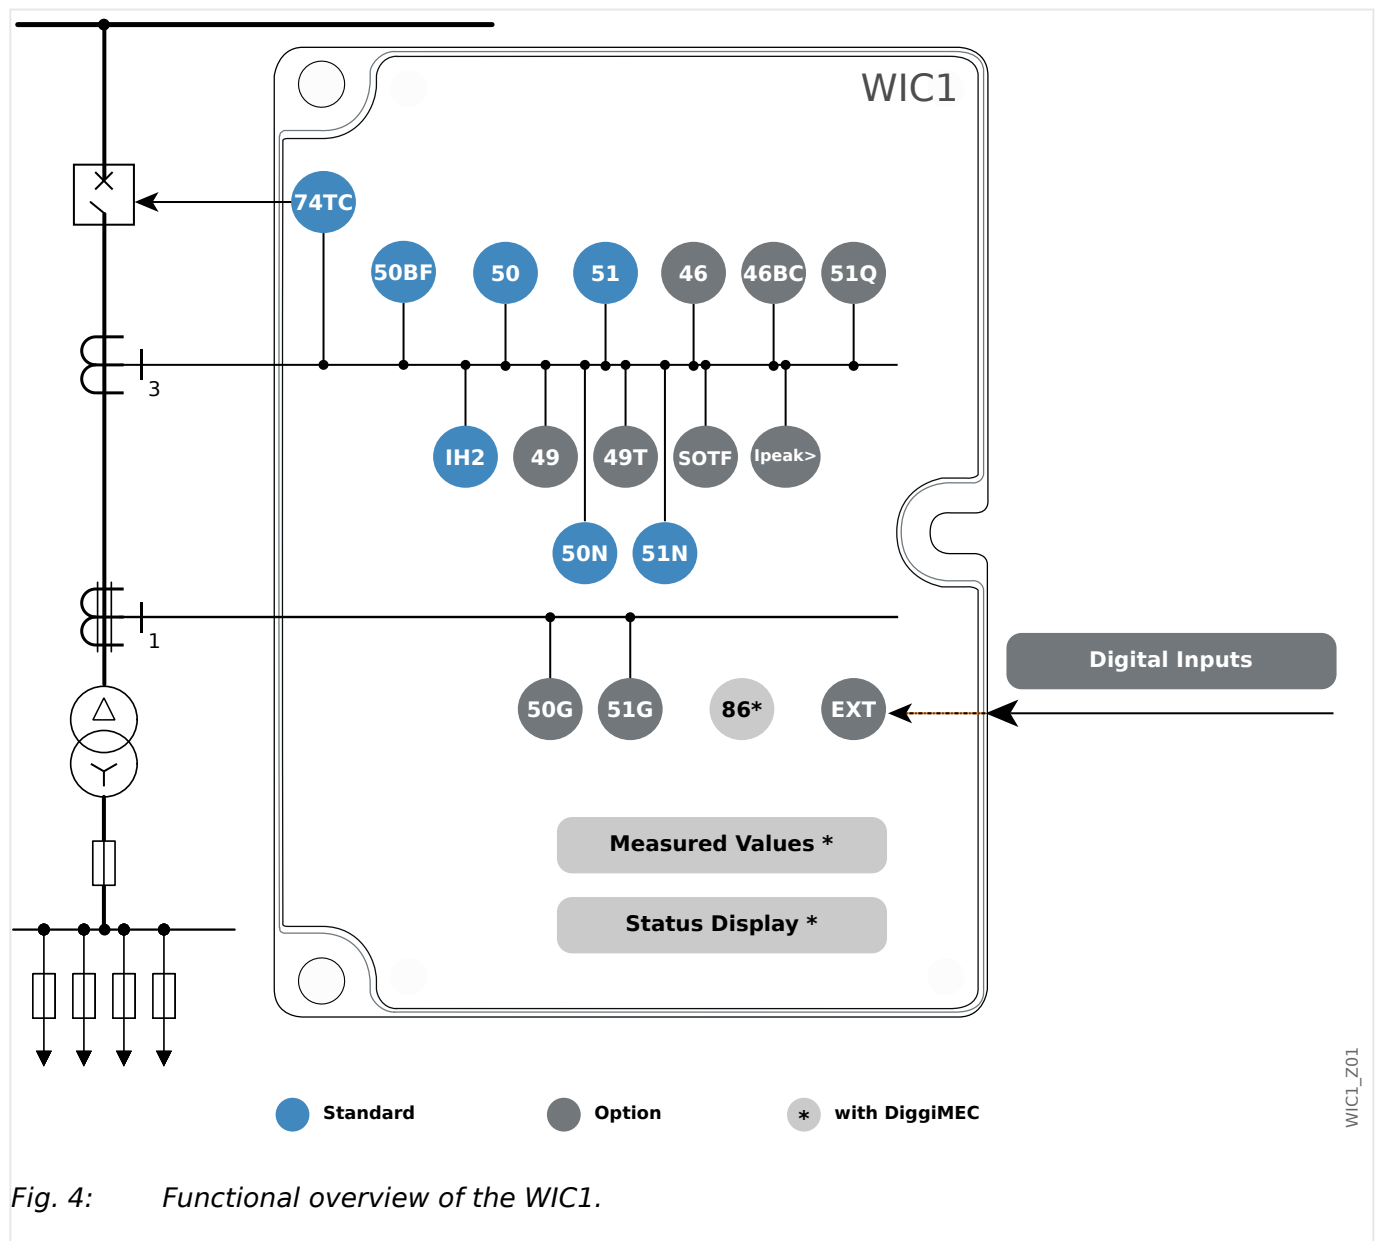 WIC1
74TC
50BF 50 51 46 46BC 51Q
3
IH2 49 49T SOTF Ipeak>
50N 51N
1
Digital Inputs
50G 51G 86* EXT
Measured Values *
Status Display *
WIC1_Z01
Standard Option * with DiggiMEC
Fig. 4: Functional overview of the WIC1.